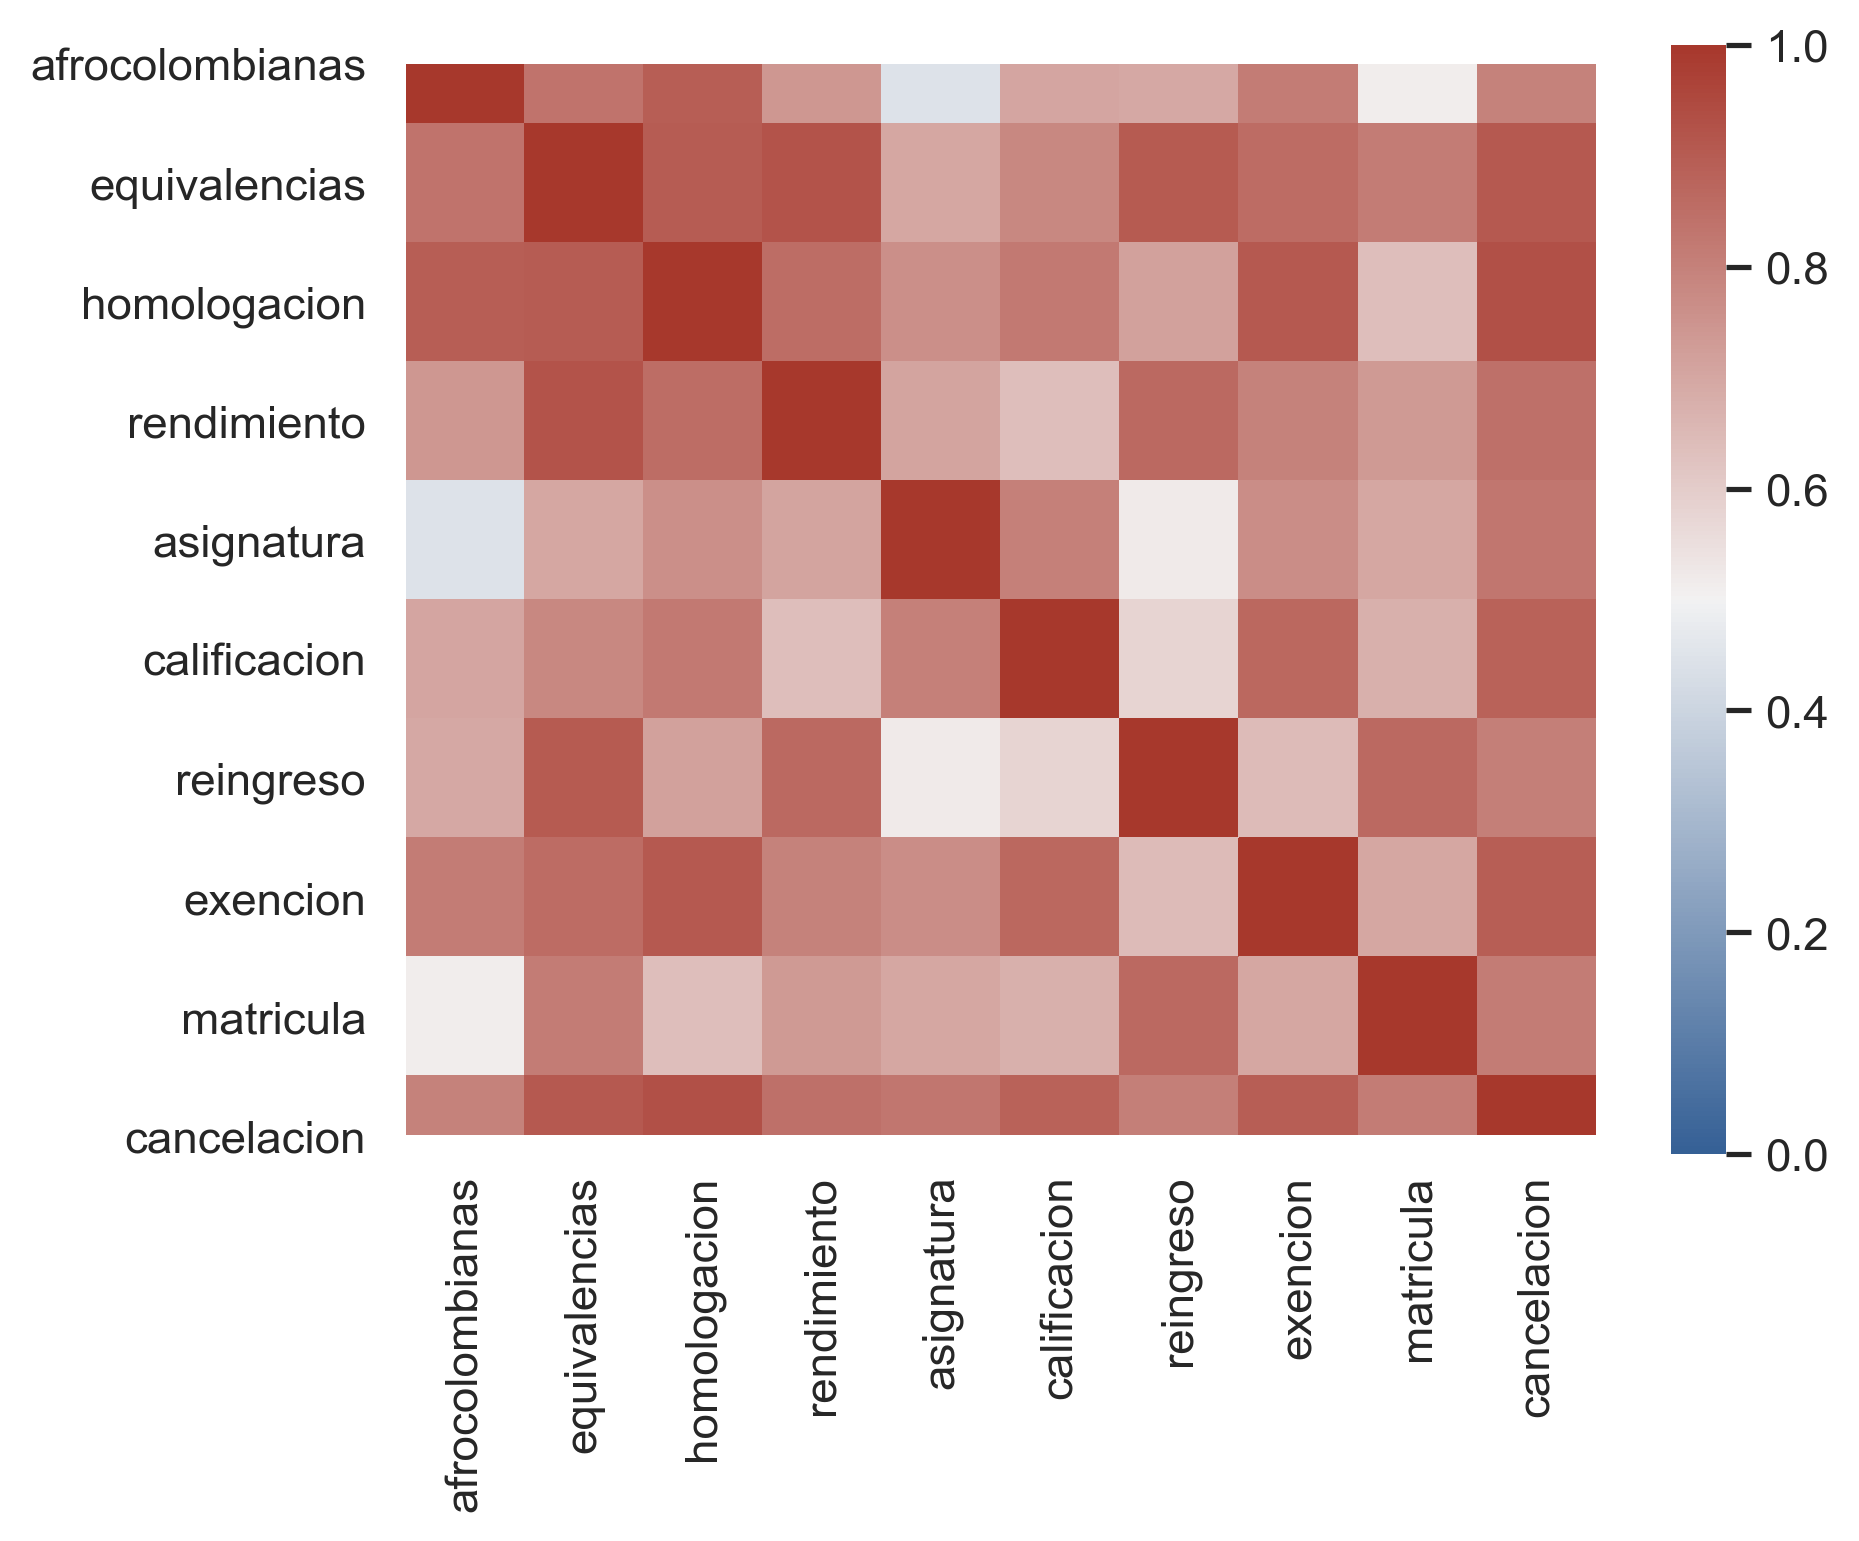 afrocolombianas
equivalencias
homologacion
rendimiento
asignatura
calificacion
reingreso
exencion
matricula
cancelacion
afrocolombianas
equivalencias
homologacion
rendimiento
asignatura
calificacion
reingreso
exencion
matricula
cancelacion
1.0
0.8
0.6
0.4
0.2
0.0